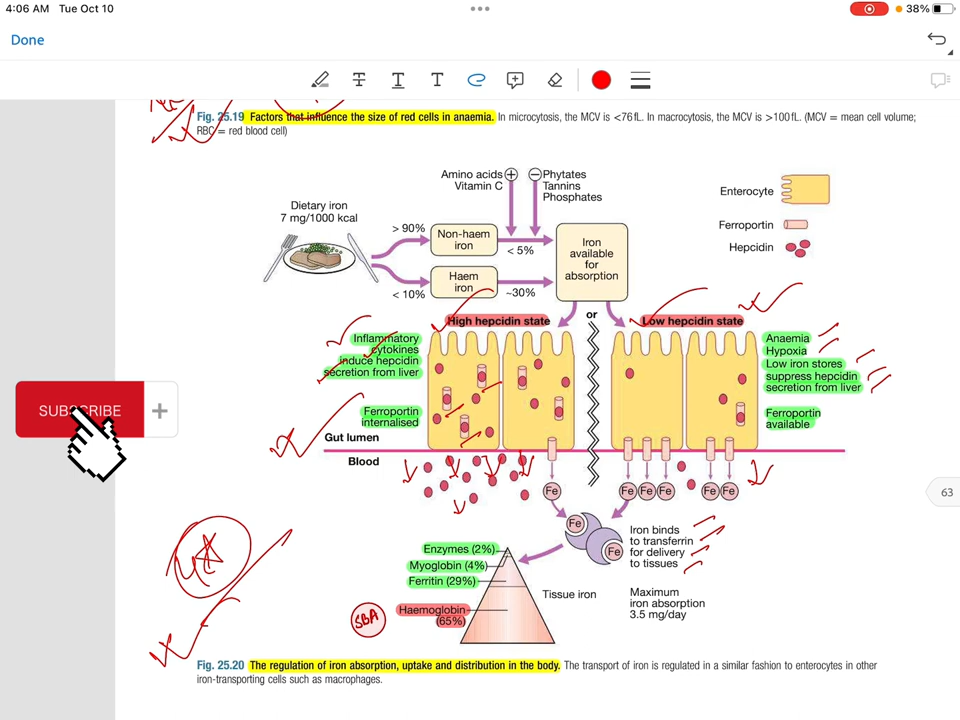 4:06 AM Tue Oct 10
38%
Done
T T T
Fig. 25.19 Factors that influence the size of red cells in anaemia. In microcytosis, the MCV is <76 fL. In macrocytosis, the MCV is >100 fL. (MCV = mean cell volume;
RBC = red blood cell)
Amino acids
Vitamin C
+
−
Phytates
Tannins
Phosphates
Enterocyte
Ferroportin
Hepcidin
Dietary iron
7 mg/1000 kcal
> 90%
Non-haem
iron
< 5%
Iron
available
for
absorption
< 10%
Haem
iron
~30%
High hepcidin state
or
Low hepcidin state
Inflammatory
cytokines
induce hepcidin
secretion from liver
Ferroportin
internalised
Anaemia
Hypoxia
Low iron stores
suppress hepcidin
secretion from liver
Ferroportin
available
SUBSCRIBE
+
Gut lumen
Blood
Fe
Fe Fe Fe
Fe Fe
63
Fe
Fe
Iron binds
to transferrin
for delivery
to tissues
Enzymes (2%)
Myoglobin (4%)
Ferritin (29%)
Haemoglobin
(65%)
SBA
Tissue iron
Maximum
iron absorption
3.5 mg/day
Fig. 25.20 The regulation of iron absorption, uptake and distribution in the body. The transport of iron is regulated in a similar fashion to enterocytes in other
iron-transporting cells such as macrophages.